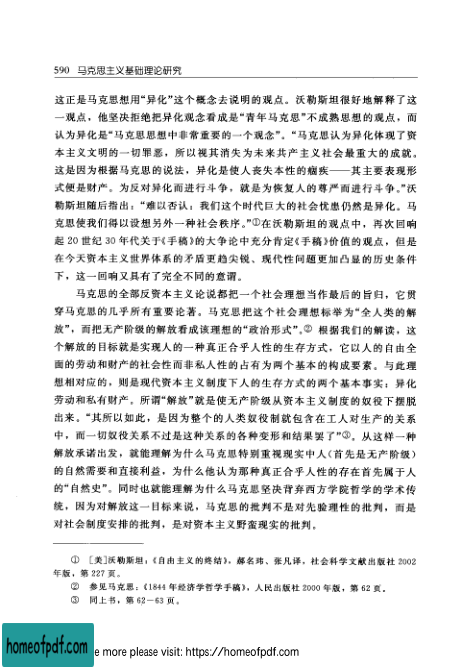 590 马克思主义基础理论研究
这正是马克思想用“异化”这个概念去说明的观点。沃勒斯坦很好地解释了这
一观点，他坚决拒绝把异化观念看成是“青年马克思”不成熟思想的观点，而
认为异化是“马克思思想中非常重要的一个观念”。“马克思认为异化体现了资
本主义文明的一切罪恶，所以视其消失为未来共产主义社会最重大的成就。
这是因为根据马克思的说法，异化是使人丧失本性的痼疾——其主要表现形
式便是财产。为反对异化而进行斗争，就是为恢复人的尊严而进行斗争。”沃
勒斯坦随后指出：“难以否认：我们这个时代巨大的社会忧患仍然是异化。马
克思使我们得以设想另外一种社会秩序。”①在沃勒斯坦的观点中，再次回响
起 20 世纪 30 年代关于《手稿》的大争论中充分肯定《手稿》价值的观点，但是
在今天资本主义世界体系的矛盾更趋尖锐、现代性问题更加凸显的历史条件
下，这一回响又具有了完全不同的意谓。
马克思的全部反资本主义论说都把一个社会理想当作最后的旨归，它贯
穿马克思的几乎所有重要论著。马克思把这个社会理想标举为“全人类的解
放”，而把无产阶级的解放看成该理想的“政治形式”。② 根据我们的解读，这
个解放的目标就是实现人的一种真正合乎人性的生存方式，它以人的自由全
面的劳动和财产的社会性而非私人性的占有为两个基本的构成要素。与此理
想相对应的，则是现代资本主义制度下人的生存方式的两个基本事实：异化
劳动和私有财产。所谓“解放”就是使无产阶级从资本主义制度的奴役下摆脱
出来。“其所以如此，是因为整个的人类奴役制就包含在工人对生产的关系
中，而一切奴役关系不过是这种关系的各种变形和结果罢了”③。从这样一种
解放承诺出发，就能理解为什么马克思特别重视现实中人（首先是无产阶级）
的自然需要和直接利益，为什么他认为那种真正合乎人性的存在首先属于人
的“自然史”。同时也就能理解为什么马克思坚决背弃西方学院哲学的学术传
统，因为对解放这一目标来说，马克思的批判不是对先验理性的批判，而是
对社会制度安排的批判，是对资本主义野蛮现实的批判。
① ［美］沃勒斯坦：《自由主义的终结》，郝名玮、张凡译，社会科学文献出版社 2002
年版，第 227 页。
② 参见马克思：《1844 年经济学哲学手稿》，人民出版社 2000 年版，第 62 页。
③ 同上书，第 62－63 页。
homeofpdf.com
e more please visit: https://homeofpdf.com